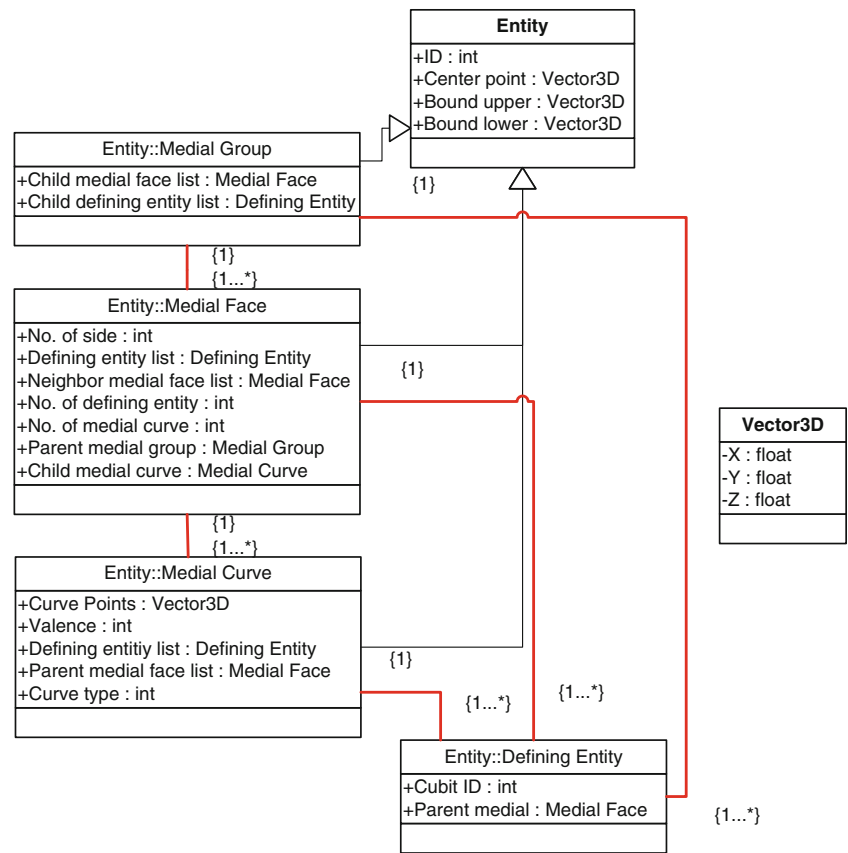 Entity
+ID : int
+Center point : Vector3D
+Bound upper : Vector3D
+Bound lower : Vector3D
{1}
Entity::Medial Group
+Child medial face list : Medial Face
+Child defining entity list : Defining Entity
{1}
{1...*}
Entity::Medial Face
+No. of side : int
+Defining entity list : Defining Entity
+Neighbor medial face list : Medial Face
+No. of defining entity : int
+No. of medial curve : int
+Parent medial group : Medial Group
+Child medial curve : Medial Curve
{1}
Vector3D
-X : float
-Y : float
-Z : float
{1}
{1...*}
Entity::Medial Curve
+Curve Points : Vector3D
+Valence : int
+Defining entitiy list : Defining Entity
+Parent medial face list : Medial Face
+Curve type : int
{1}
{1...*}
{1...*}
Entity::Defining Entity
+Cubit ID : int
+Parent medial : Medial Face
{1...*}